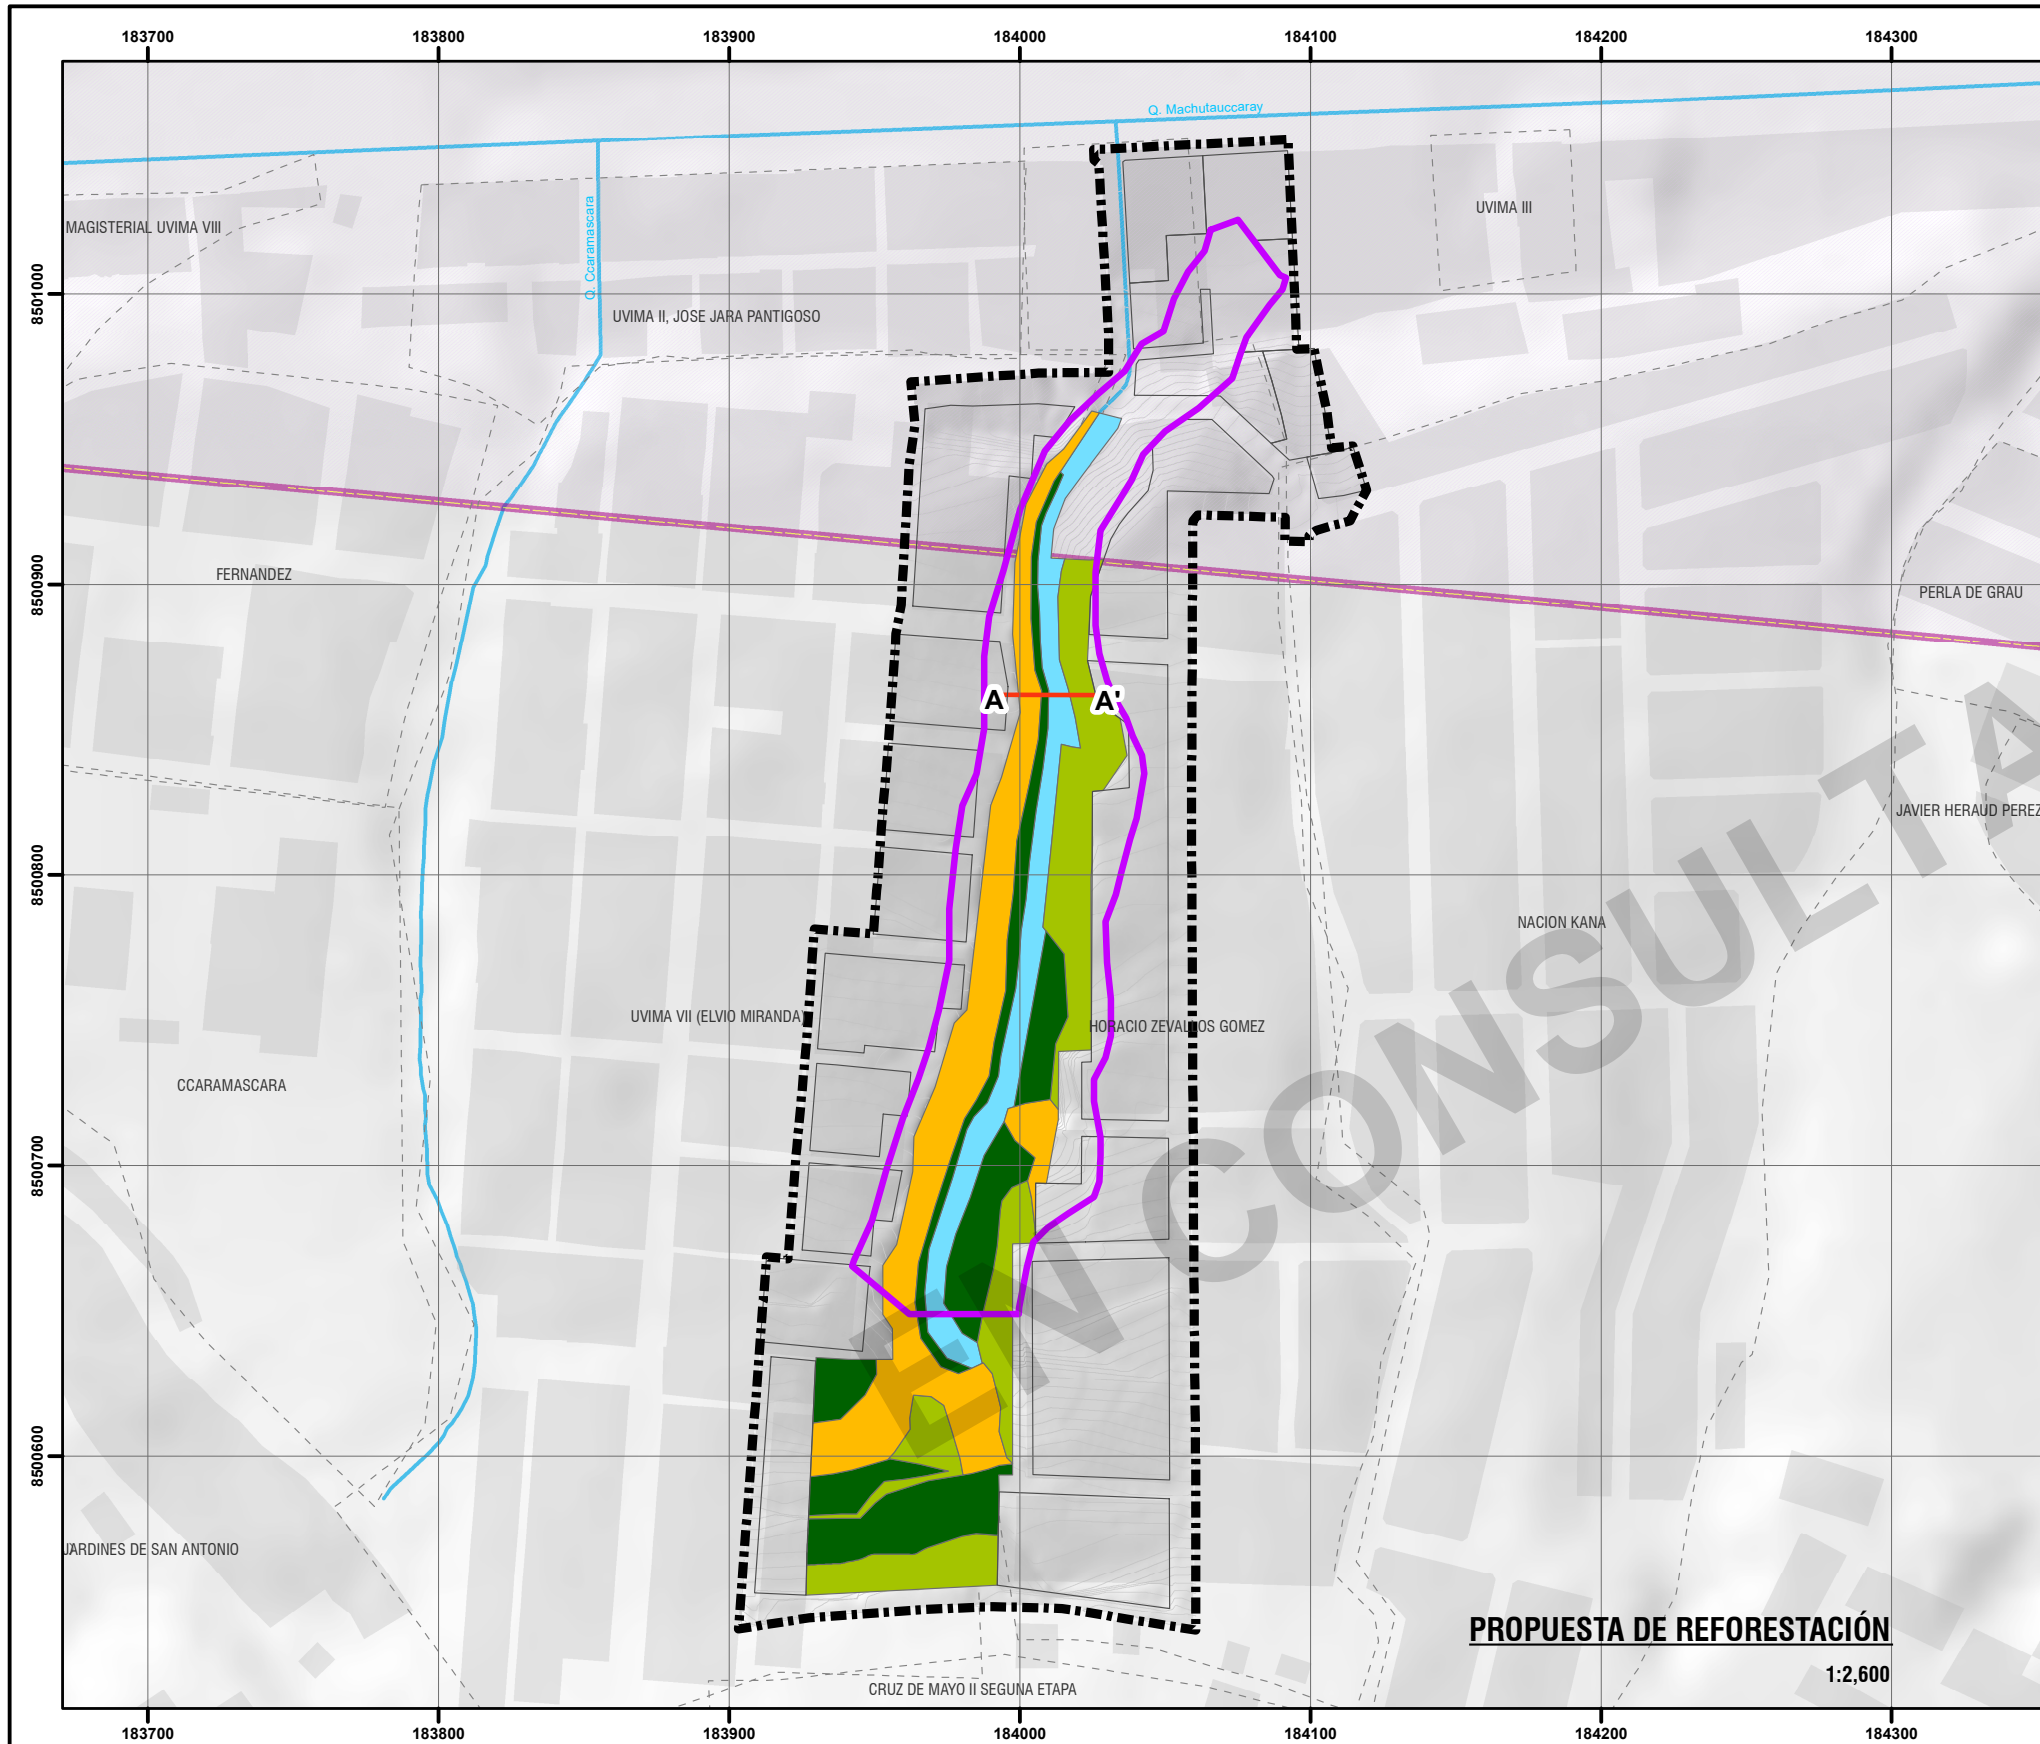 183700 183800 183900 184000 184100 184200 184300
Q. Machutauccaray
Q. Ccaramascara
MAGISTERIAL UVIMA VIII
UVIMA III
8501000
UVIMA II, JOSE JARA PANTIGOSO
FERNANDEZ
8500900
PERLA DE GRAU
A A'
JAVIER HERAUD PEREZ
8500800
NACION KANA
UVIMA VII (ELVIO MIRANDA)
HORACIO ZEVALLOS GOMEZ
CCARAMASCARA
EN CONSULTA
8500700
8500600
JARDINES DE SAN ANTONIO
PROPUESTA DE REFORESTACIÓN
1:2,600
CRUZ DE MAYO II SEGUNA ETAPA
183700 183800 183900 184000 184100 184200 184300